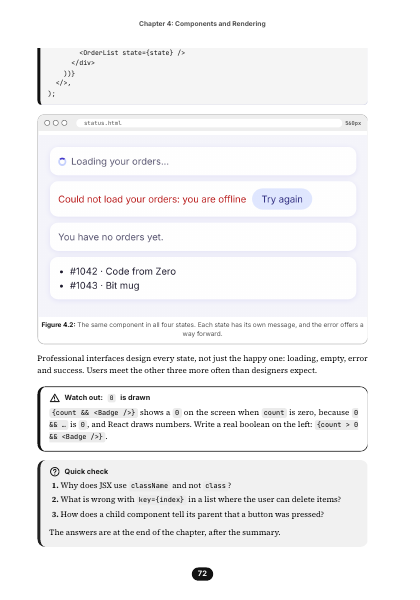 Chapter 4: Components and Rendering
<OrderList state={state} />
</div>
))}
</>,
);
status.html
560px
Loading your orders...
Could not load your orders: you are offline
Try again
You have no orders yet.
• #1042 · Code from Zero
• #1043 · Bit mug
Figure 4.2: The same component in all four states. Each state has its own message, and the error offers a
way forward.
Professional interfaces design every state, not just the happy one: loading, empty, error
and success. Users meet the other three more often than designers expect.
Watch out: 0 is drawn
{count && <Badge />} shows a 0 on the screen when count is zero, because 0
&& … is 0, and React draws numbers. Write a real boolean on the left: {count > 0
&& <Badge />}.
Quick check
1. Why does JSX use className and not class?
2. What is wrong with key={index} in a list where the user can delete items?
3. How does a child component tell its parent that a button was pressed?
The answers are at the end of the chapter, after the summary.
72